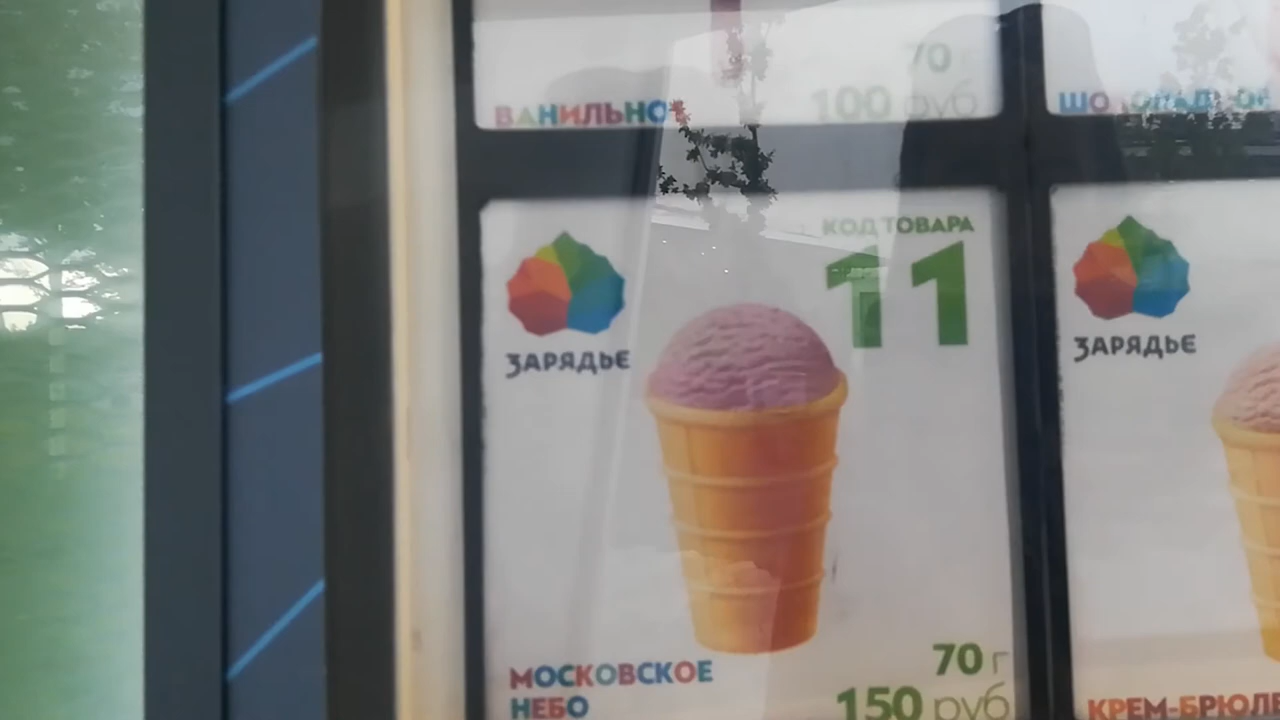 70 г
100 руб
ВАНИЛЬНОЕ
КОД ТОВАРА
11
ЗАРЯДЬЕ
70 г
150 руб
МОСКОВСКОЕ
НЕБО
ЗАРЯДЬЕ